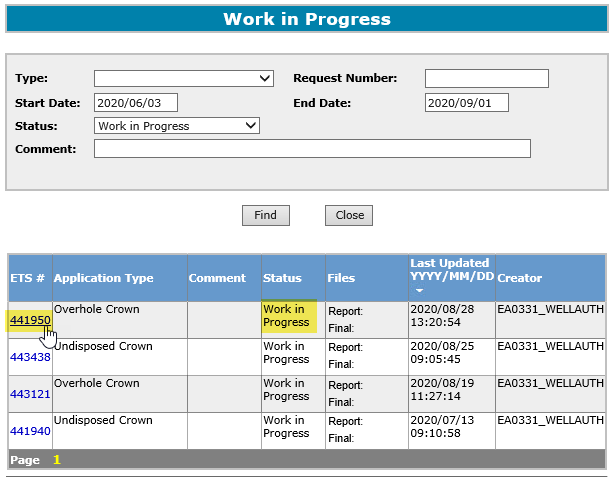 Work in Progress
Type: Request Number:
Start Date: 2020/06/03 End Date: 2020/09/01
Status: Work in Progress
Comment:
Find Close
Last Updated
ETS # Application Type Comment Status Files YYYY/MM/DD Creator
441950 Overhole Crown Work in Progress Report: Final: 2020/08/28 13:20:54 EA0331_WELLAUTH
443438 Undisposed Crown Work in Progress Report: Final: 2020/08/25 09:05:45 EA0331_WELLAUTH
443121 Overhole Crown Work in Progress Report: Final: 2020/08/19 11:27:14 EA0331_WELLAUTH
441940 Undisposed Crown Work in Progress Report: Final: 2020/07/13 09:10:58 EA0331_WELLAUTH
Page 1